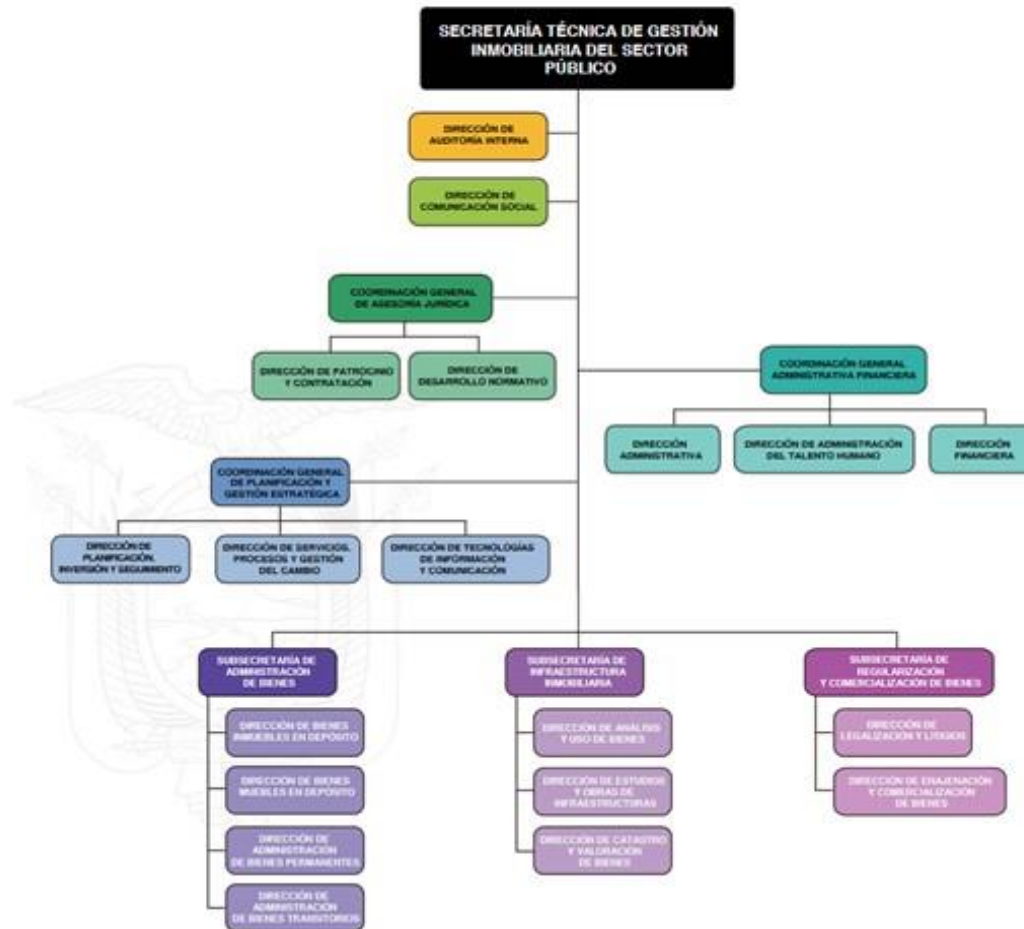 SECRETARÍA TÉCNICA DE GESTIÓN
INMOBILIARIA DEL SECTOR
PÚBLICO
DIRECCIÓN DE
AUDITORÍA INTERNA
DIRECCIÓN DE
COMUNICACIÓN SOCIAL
COORDINACIÓN GENERAL
DE ASESORÍA JURÍDICA
DIRECCIÓN DE PATROCINIO
Y CONTRATACIÓN
DIRECCIÓN DE
DESARROLLO NORMATIVO
COORDINACIÓN GENERAL
ADMINISTRATIVA FINANCIERA
DIRECCIÓN
ADMINISTRATIVA
DIRECCIÓN DE ADMINISTRACIÓN
DEL TALENTO HUMANO
DIRECCIÓN
FINANCIERA
COORDINACIÓN GENERAL
DE PLANIFICACIÓN Y
GESTIÓN ESTRATÉGICA
DIRECCIÓN DE
PLANIFICACIÓN,
INVERSIÓN Y SEGUIMIENTO
DIRECCIÓN DE SERVICIOS,
PROCESOS Y GESTIÓN
DEL CAMBIO
DIRECCIÓN DE TECNOLOGÍAS
DE INFORMACIÓN
Y COMUNICACIÓN
SUBSECRETARÍA DE
ADMINISTRACIÓN
DE BIENES
DIRECCIÓN DE BIENES
INMUEBLES EN DEPÓSITO
DIRECCIÓN DE BIENES
MUEBLES EN DEPÓSITO
DIRECCIÓN DE
ADMINISTRACIÓN
DE BIENES PERMANENTES
DIRECCIÓN DE
ADMINISTRACIÓN
DE BIENES TRANSITORIOS
SUBSECRETARÍA DE
INFRAESTRUCTURA
INMOBILIARIA
DIRECCIÓN DE ANÁLISIS
Y USO DE BIENES
DIRECCIÓN DE ESTUDIOS
Y OBRAS DE
INFRAESTRUCTURAS
DIRECCIÓN DE CATASTRO
Y VALORACIÓN
DE BIENES
SUBSECRETARÍA DE
REGULARIZACIÓN
Y COMERCIALIZACIÓN DE BIENES
DIRECCIÓN DE
LEGALIZACIÓN Y LITIGIOS
DIRECCIÓN DE ENAJENACIÓN
Y COMERCIALIZACIÓN
DE BIENES